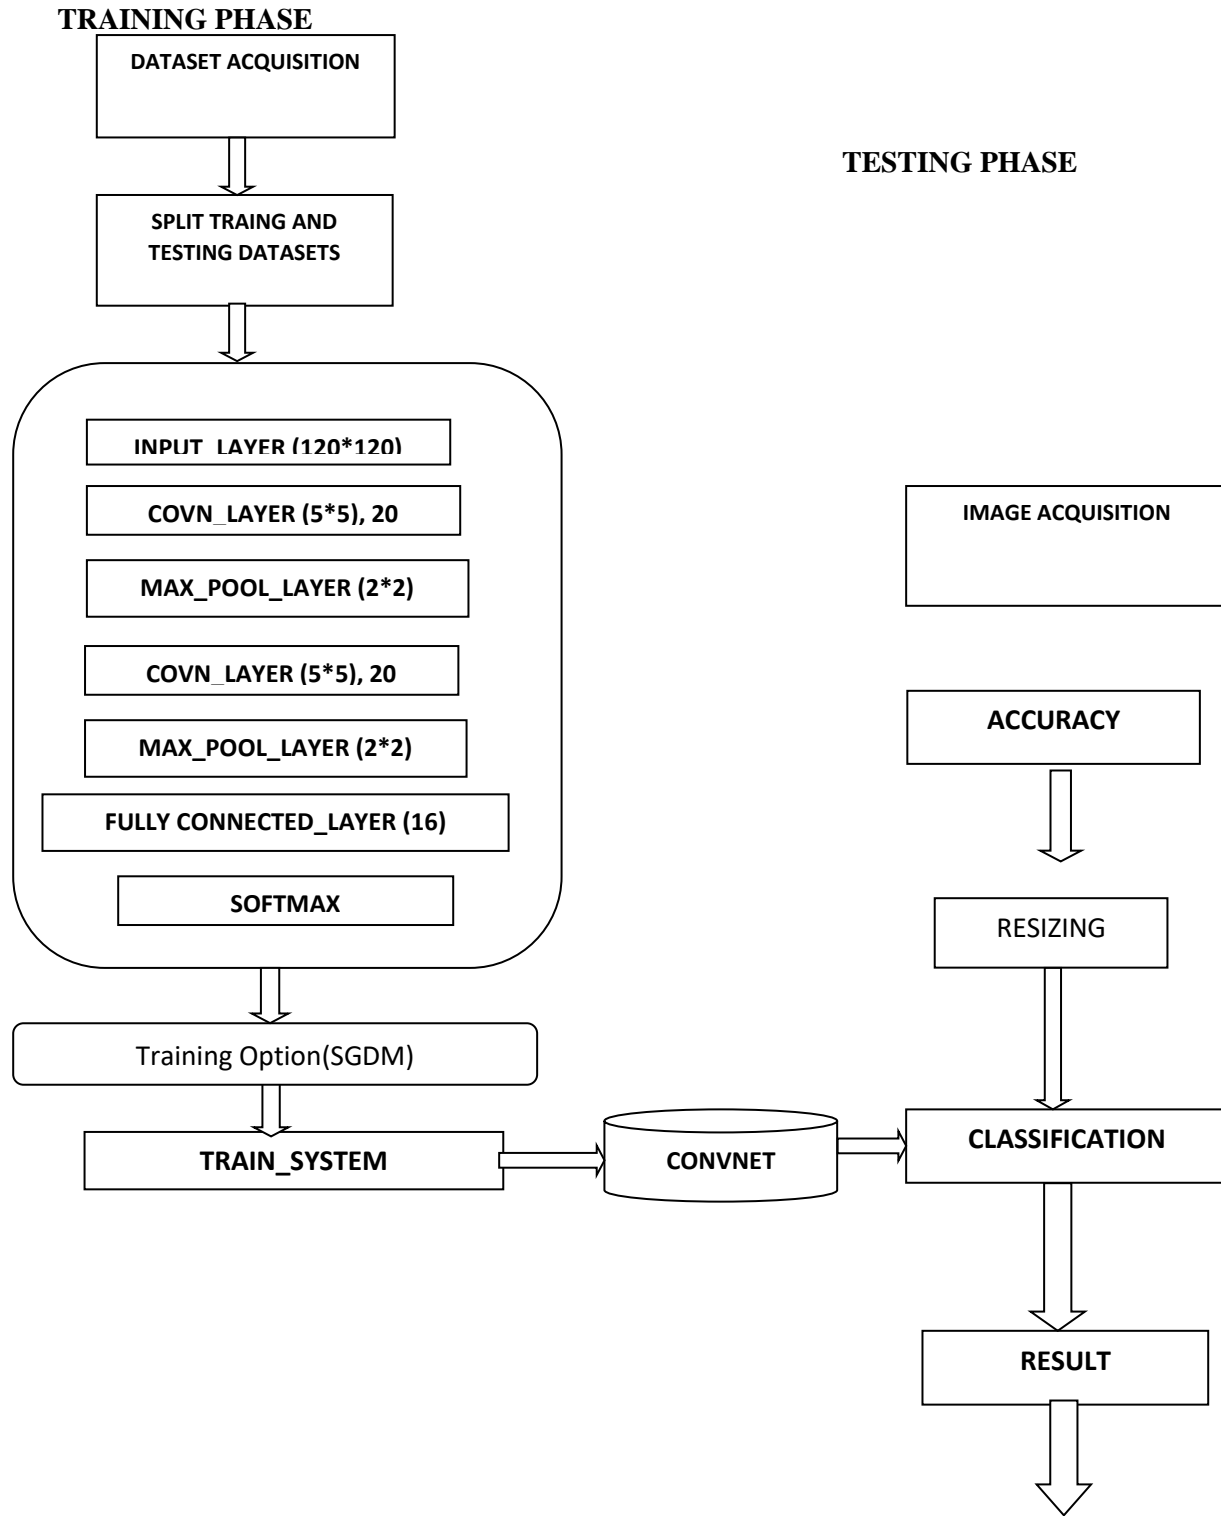 TRAINING PHASE
DATASET ACQUISITION
SPLIT TRAING AND
TESTING DATASETS
INPUT_LAYER (120*120)
COVN_LAYER (5*5), 20
MAX_POOL_LAYER (2*2)
COVN_LAYER (5*5), 20
MAX_POOL_LAYER (2*2)
FULLY CONNECTED_LAYER (16)
SOFTMAX
Training Option(SGDM)
TRAIN_SYSTEM
CONVNET
TESTING PHASE
IMAGE ACQUISITION
ACCURACY
RESIZING
CLASSIFICATION
RESULT